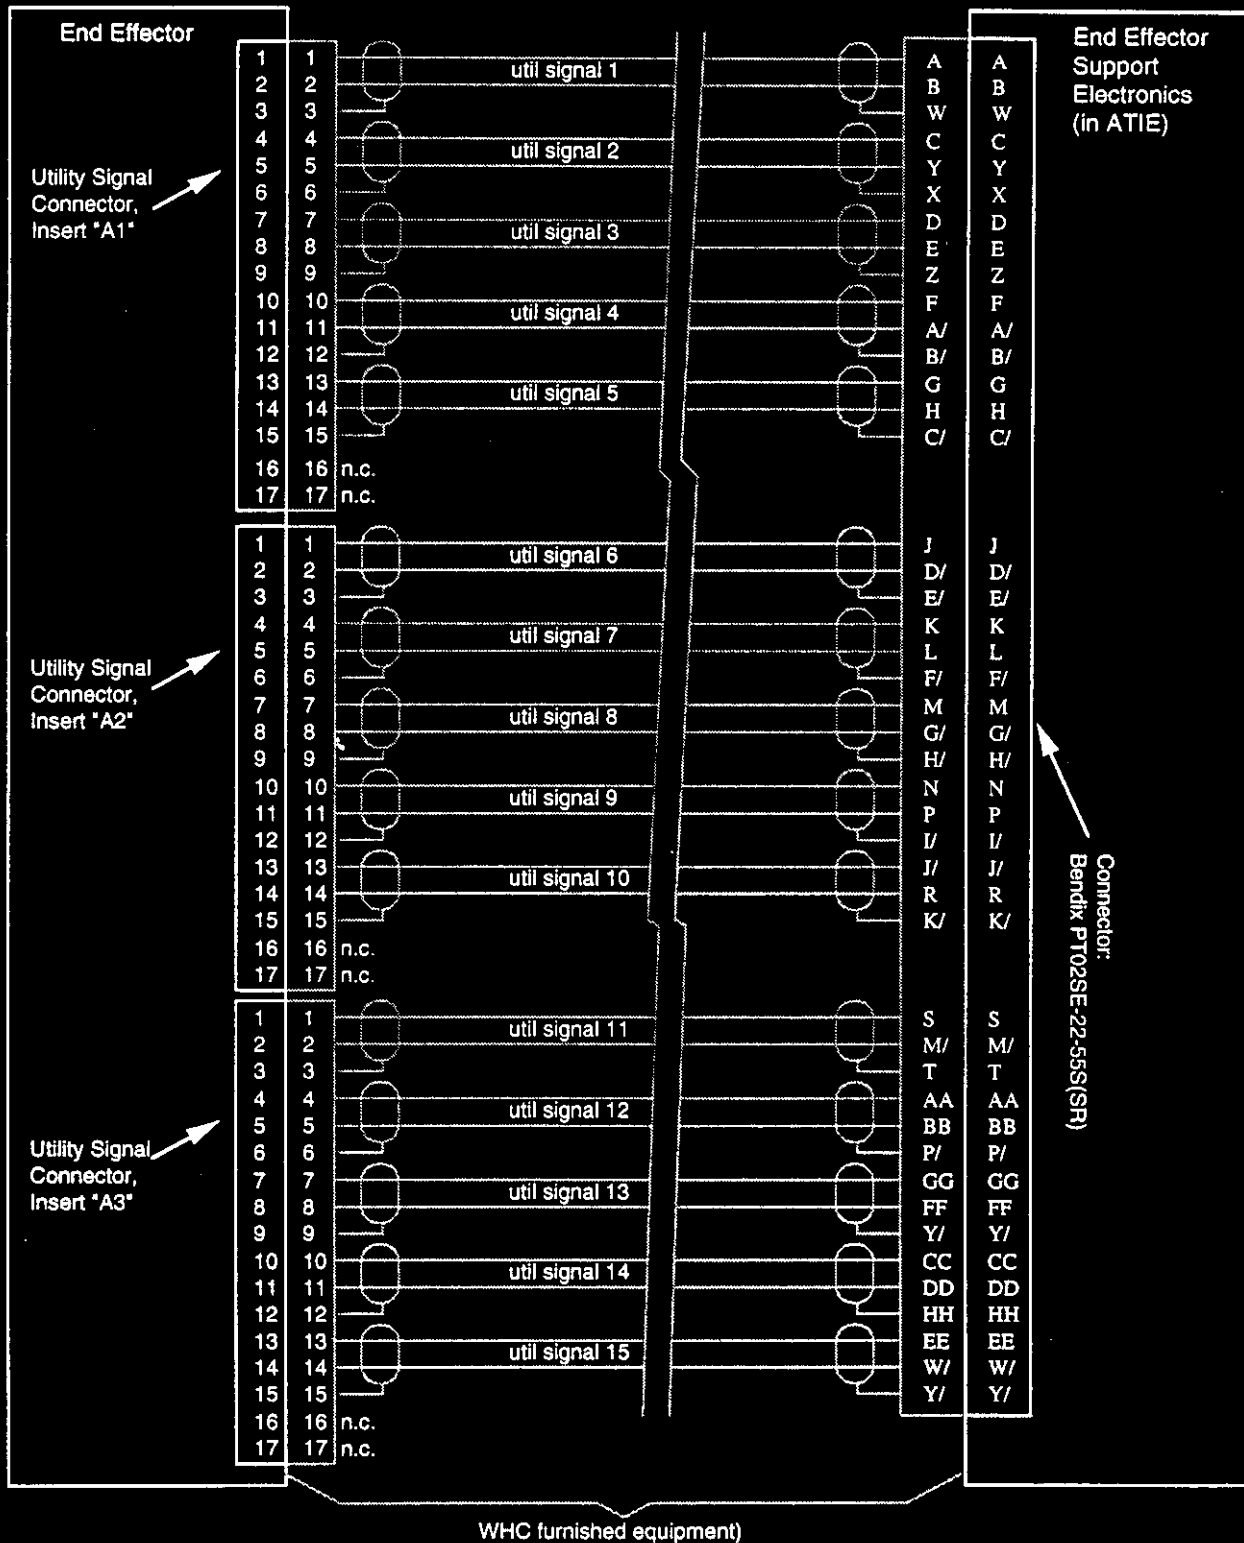 End Effector
End Effector
Support
Electronics
(in ATIE)
1 1 util signal 1 A A
2 2 B B
3 3 W W
4 4 util signal 2 C C
5 5 Y Y
6 6 X X
Utility Signal
Connector,
Insert "A1"
7 7 util signal 3 D D
8 8 E E
9 9 Z Z
10 10 util signal 4 F F
11 11 A/ A/
12 12 B/ B/
13 13 util signal 5 G G
14 14 H H
15 15 C/ C/
16 16 n.c.
17 17 n.c.
1 1 util signal 6 J J
2 2 D/ D/
3 3 E/ E/
4 4 util signal 7 K K
5 5 L L
6 6 F/ F/
Utility Signal
Connector,
Insert "A2"
7 7 util signal 8 M M
8 8 G/ G/
9 9 H/ H/
10 10 util signal 9 N N
11 11 P P
12 12 I/ I/
13 13 util signal 10 J/ J/
14 14 R R
15 15 K/ K/
16 16 n.c.
17 17 n.c.
Connector:
Bendix PT02SE-22-55S(SR)
1 1 util signal 11 S S
2 2 M/ M/
3 3 T T
4 4 util signal 12 AA AA
5 5 BB BB
6 6 P/ P/
Utility Signal
Connector,
Insert "A3"
7 7 util signal 13 GG GG
8 8 FF FF
9 9 Y/ Y/
10 10 util signal 14 CC CC
11 11 DD DD
12 12 HH HH
13 13 util signal 15 EE EE
14 14 W/ W/
15 15 Y/ Y/
16 16 n.c.
17 17 n.c.
WHC furnished equipment)